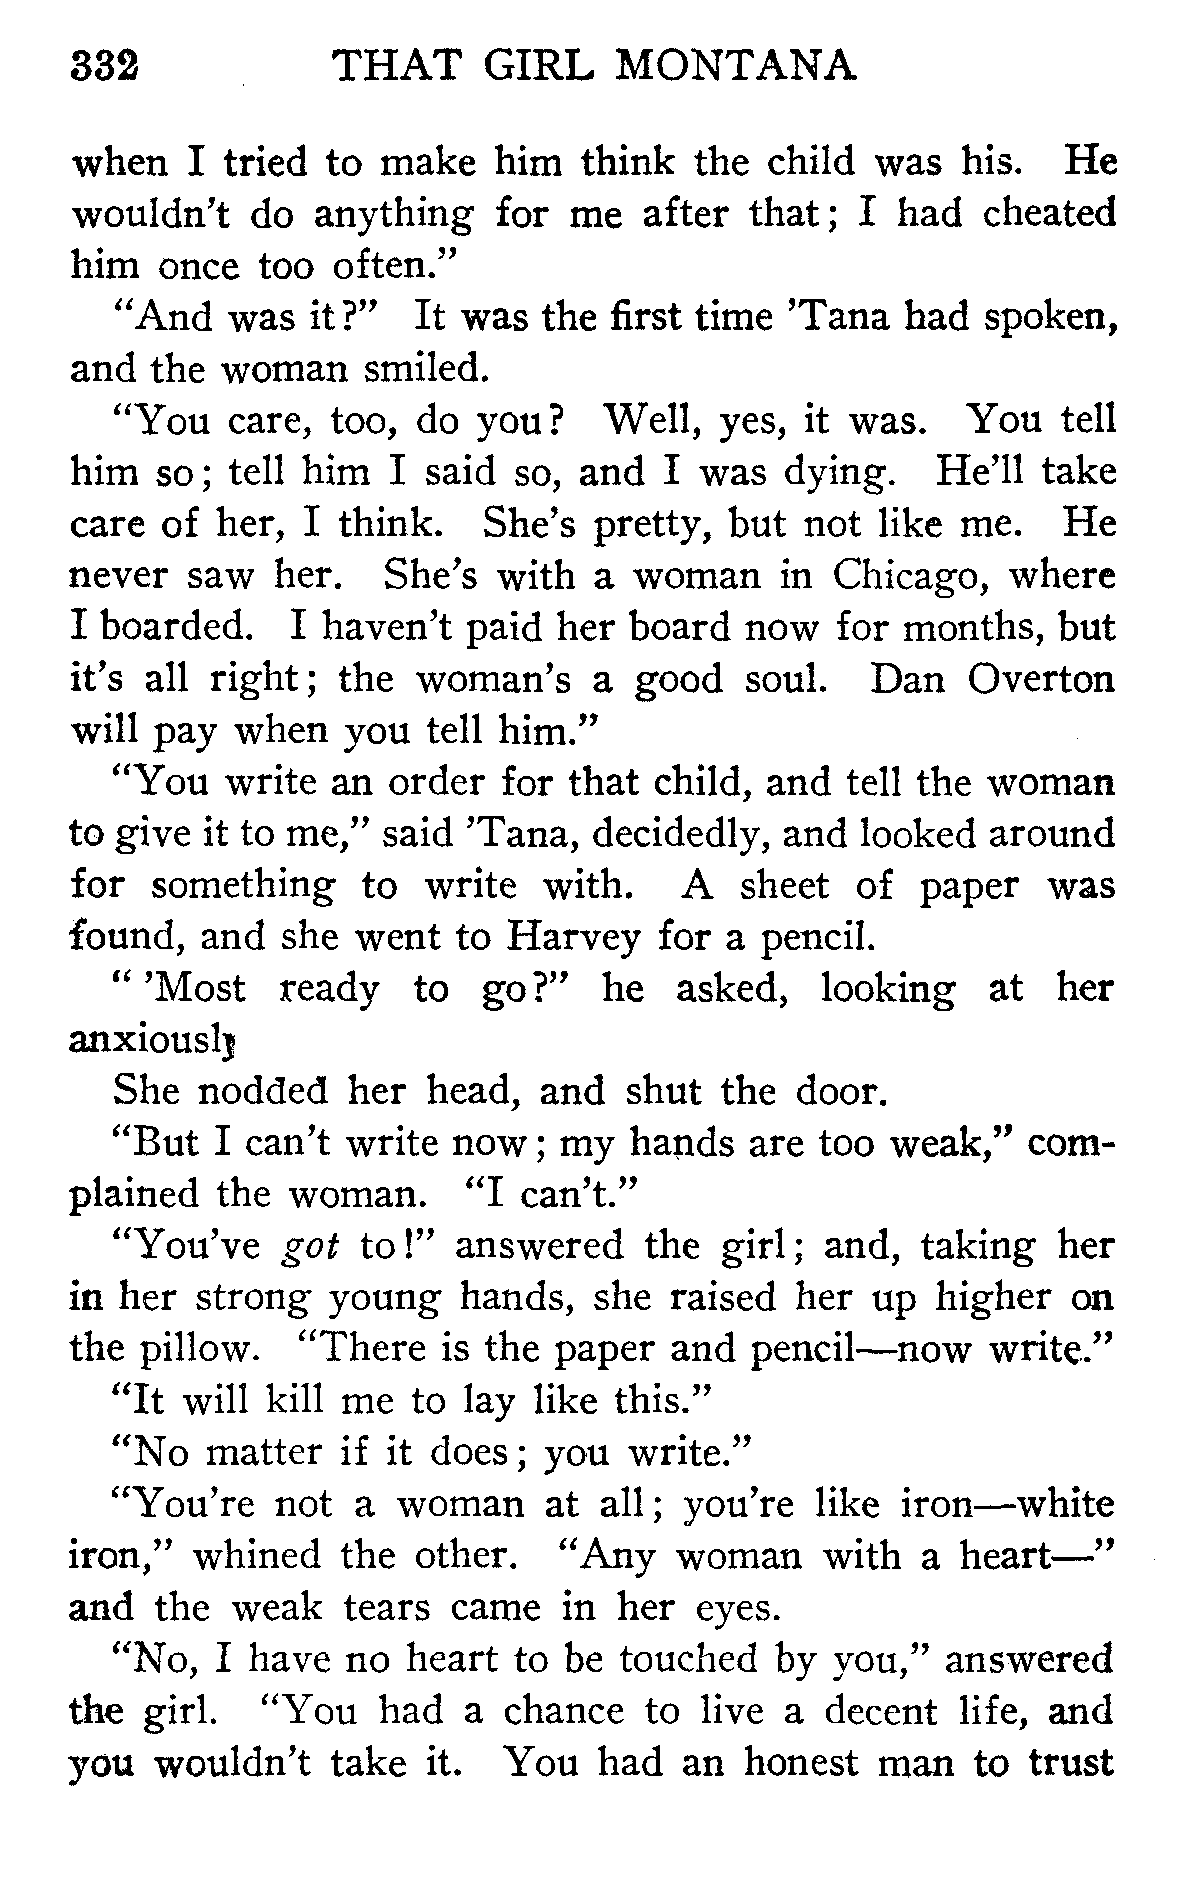 332 THAT GIRL MONTANA
when I tried to make him think the child was his. He
wouldn't do anything for me after that; I had cheated
him once too often."
"And was it?" It was the first time 'Tana had spoken,
and the woman smiled.
"You care, too, do you? Well, yes, it was. You tell
him so; tell him I said so, and I was dying. He'll take
care of her, I think. She's pretty, but not like me. He
never saw her. She's with a woman in Chicago, where
I boarded. I haven't paid her board now for months, but
it's all right; the woman's a good soul. Dan Overton
will pay when you tell him."
"You write an order for that child, and tell the woman
to give it to me," said 'Tana, decidedly, and looked around
for something to write with. A sheet of paper was
found, and she went to Harvey for a pencil.
" 'Most ready to go?" he asked, looking at her
anxiously
She nodded her head, and shut the door.
"But I can't write now; my hands are too weak," com-
plained the woman. "I can't."
"You've got to!" answered the girl; and, taking her
in her strong young hands, she raised her up higher on
the pillow. "There is the paper and pencil—now write."
"It will kill me to lay like this."
"No matter if it does; you write."
"You're not a woman at all; you're like iron—white
iron," whined the other. "Any woman with a heart—"
and the weak tears came in her eyes.
"No, I have no heart to be touched by you," answered
the girl. "You had a chance to live a decent life, and
you wouldn't take it. You had an honest man to trust